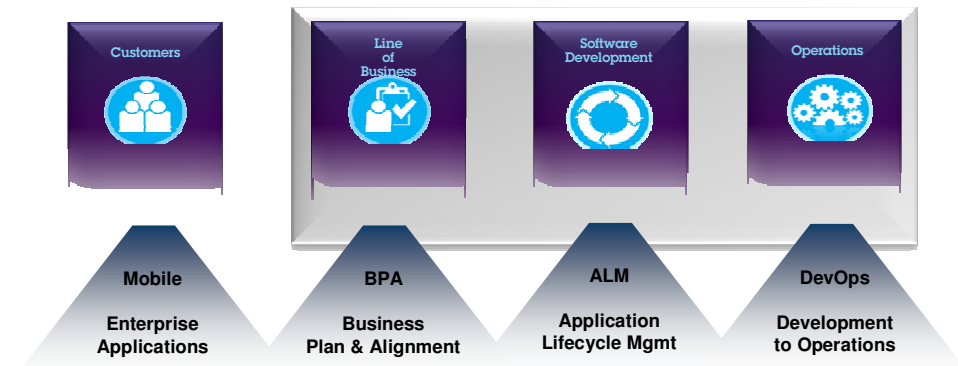 Customers
Line
of
Business
Software
Development
Operations
Mobile
Enterprise
Applications
BPA
Business
Plan & Alignment
ALM
Application
Lifecycle Mgmt
DevOps
Development
to Operations